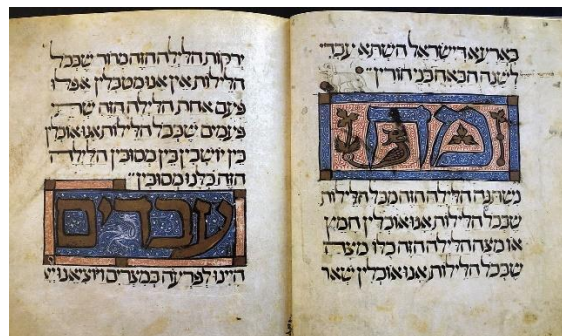 בארעא דישראל השתא עבדי
לשנה הבאה בני חורין
מה
נשתנה הלילה הזה מכל הלילות
שבכל הלילות אנו אוכלין חמץ
או מצה הלילה הזה כלו מצה
שבכל הלילות אנו אוכלין שאר
ירקות הלילה הזה מרור שבכל
הלילות אין אנו מטבלין אפלו
פעם אחת הלילה הזה שתי
פעמים שבכל הלילות אנו אוכלין
בין יושבין בין מסובין הלילה
הזה כלנו מסובין
עבדים
היינו לפרעה במצרים ויוציאנו ייי